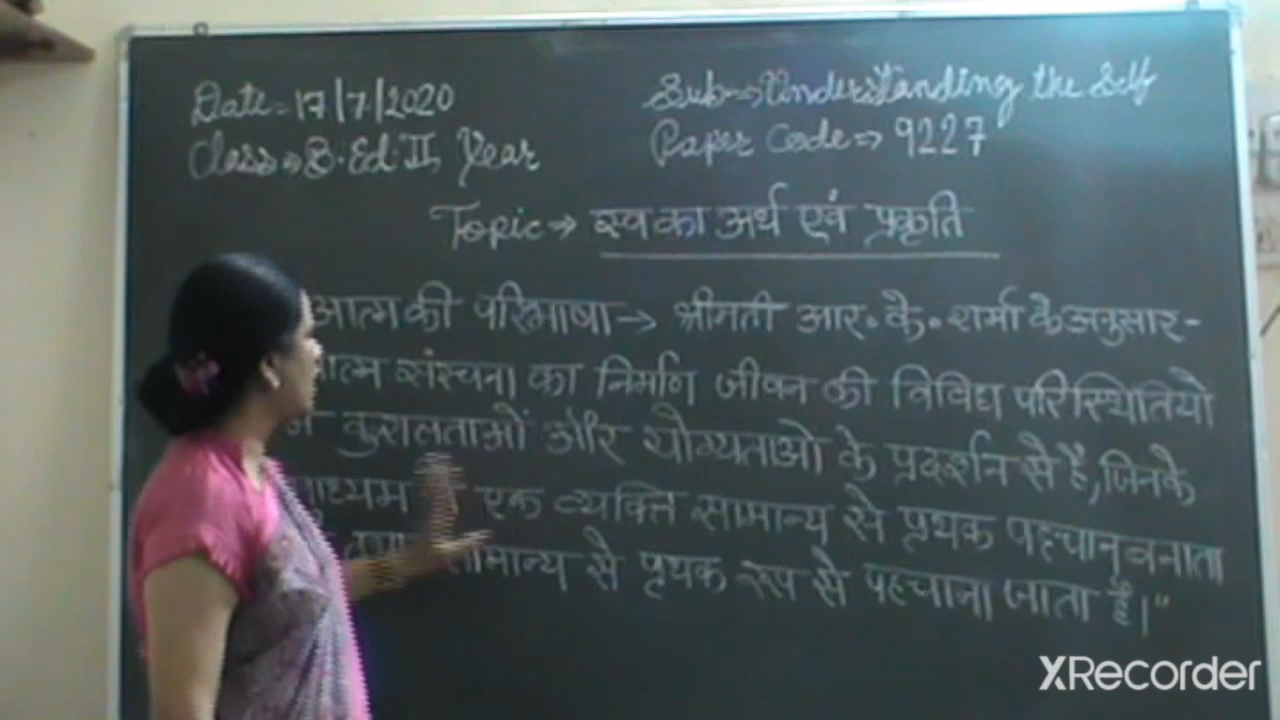 Date = 17/7/2020
Sub⇒Understanding the Self
Class⇒B.Ed II Year
Paper Code⇒ 9227
Topic⇒ स्व का अर्थ एवं प्रकृति
आत्म की परिभाषा → श्रीमती आर. के. शर्मा के अनुसार-
संरचना का निर्माण जीवन की विविध परिस्थितियो
कुशलताओं और योग्यताओ के प्रदर्शन से है, जिनके
एक व्यक्ति सामान्य से पृथक पहचान बनाता
सामान्य से पृथक रूप से पहचाना जाता है।"
XRecorder